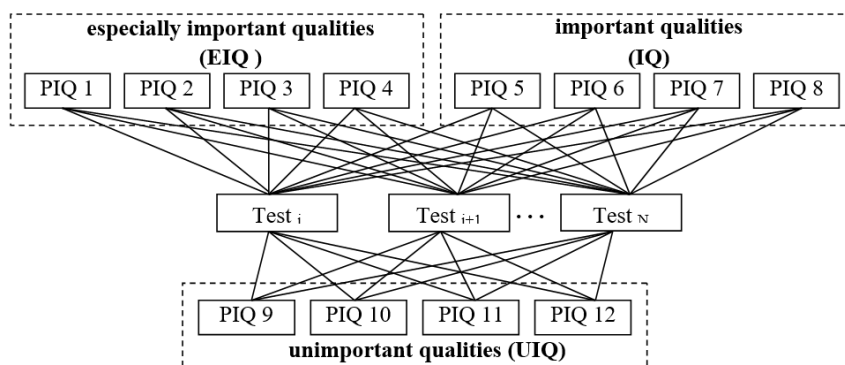 especially important qualities
(EIQ )
important qualities
(IQ)
PIQ 1 PIQ 2 PIQ 3 PIQ 4 PIQ 5 PIQ 6 PIQ 7 PIQ 8
Test i Test i+1 ... Test N
PIQ 9 PIQ 10 PIQ 11 PIQ 12
unimportant qualities (UIQ)